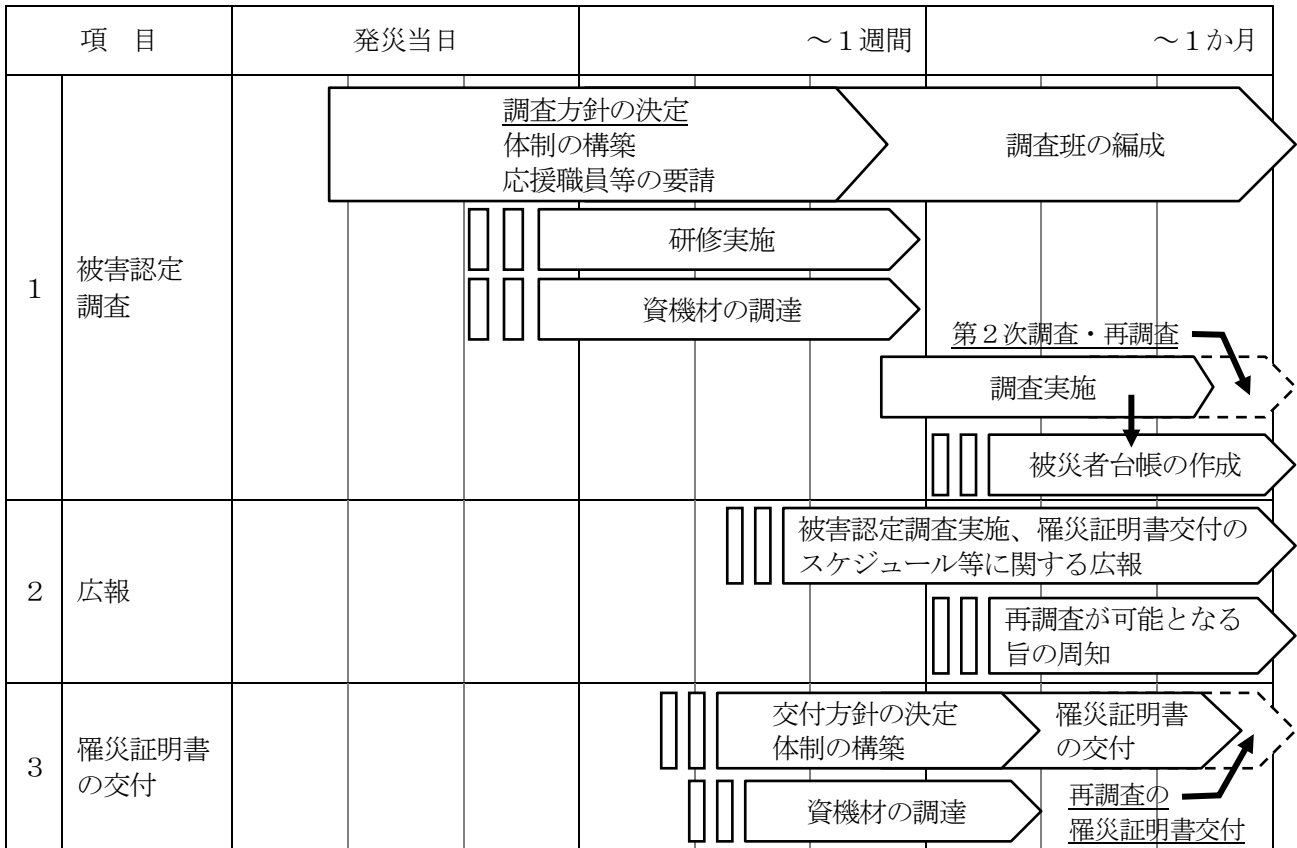 項　目
発災当日
～１週間
～１か月
1
被害認定
調査
調査方針の決定
体制の構築
応援職員等の要請
調査班の編成
研修実施
資機材の調達
第２次調査・再調査
調査実施
被災者台帳の作成
2
広報
被害認定調査実施、罹災証明書交付の
スケジュール等に関する広報
再調査が可能となる
旨の周知
3
罹災証明書
の交付
交付方針の決定
体制の構築
罹災証明書
の交付
資機材の調達
再調査の
罹災証明書交付